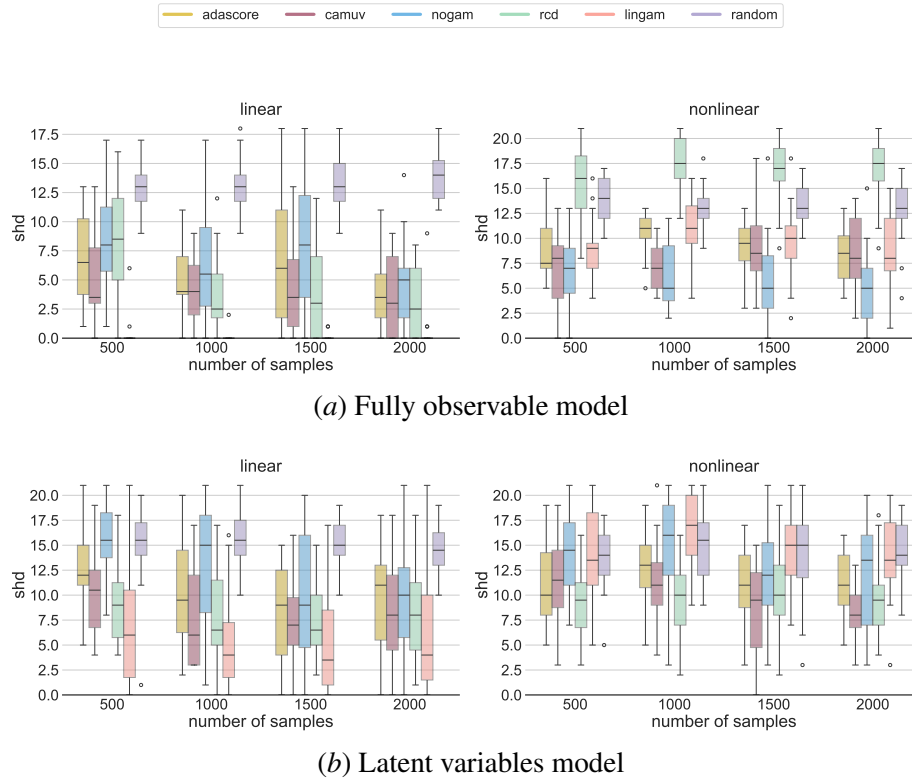 adascore camuv nogam rcd lingam random
linear nonlinear
17.5
15.0
12.5
10.0
7.5
5.0
2.5
0.0
shd
500 1000 1500 2000
number of samples
20.0
17.5
15.0
12.5
10.0
7.5
5.0
2.5
0.0
shd
500 1000 1500 2000
number of samples
(a) Fully observable model
linear nonlinear
20.0
17.5
15.0
12.5
10.0
7.5
5.0
2.5
0.0
shd
500 1000 1500 2000
number of samples
20.0
17.5
15.0
12.5
10.0
7.5
5.0
2.5
0.0
shd
500 1000 1500 2000
number of samples
(b) Latent variables model